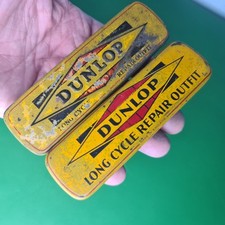 DUNLOP
LONG CYCLE
REPAIR OUTFIT
DUNLOP
LONG CYCLE REPAIR OUTFIT